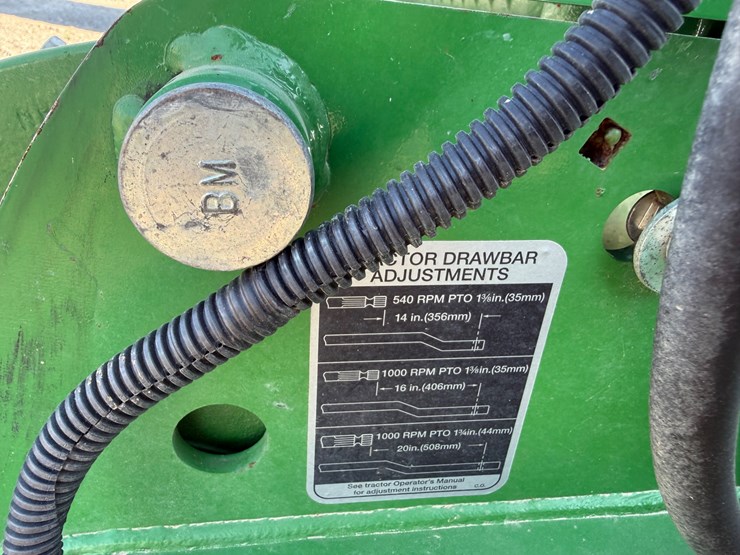 BM
ACTOR DRAWBAR
ADJUSTMENTS
540 RPM PTO 1⅜in.(35mm)
14 in.(356mm)
1000 RPM PTO 1⅜in.(35mm)
16 in.(406mm)
1000 RPM PTO 1¾in.(44mm)
20in.(508mm)
See tractor Operator's Manual
for adjustment instructions
C.G.